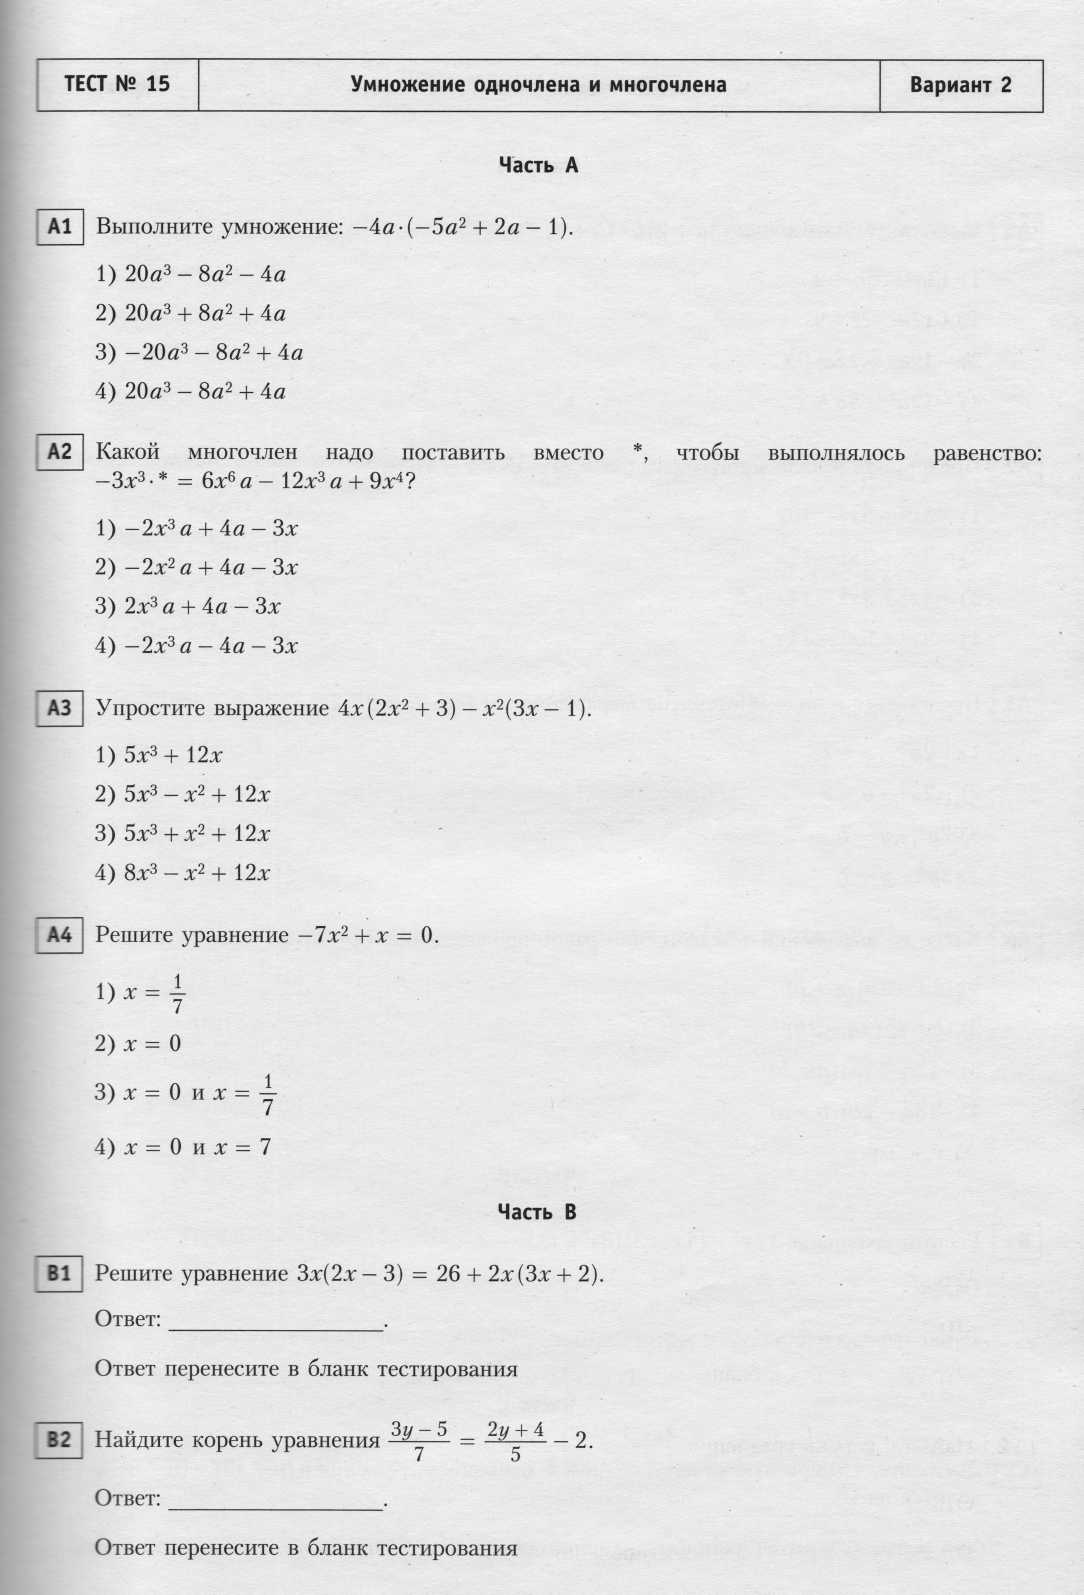 ТЕСТ № 15 Умножение одночлена и многочлена Вариант 2
Часть А
А1 Выполните умножение: −4a·(−5a² + 2a − 1).
1) 20a³ − 8a² − 4a
2) 20a³ + 8a² + 4a
3) −20a³ − 8a² + 4a
4) 20a³ − 8a² + 4a
А2 Какой многочлен надо поставить вместо *, чтобы выполнялось равенство:
−3x³·* = 6x⁶a − 12x³a + 9x⁴?
1) −2x³a + 4a − 3x
2) −2x²a + 4a − 3x
3) 2x³a + 4a − 3x
4) −2x³a − 4a − 3x
А3 Упростите выражение 4x(2x² + 3) − x²(3x − 1).
1) 5x³ + 12x
2) 5x³ − x² + 12x
3) 5x³ + x² + 12x
4) 8x³ − x² + 12x
А4 Решите уравнение −7x² + x = 0.
1) x = 1/7
2) x = 0
3) x = 0 и x = 1/7
4) x = 0 и x = 7
Часть В
В1 Решите уравнение 3x(2x − 3) = 26 + 2x(3x + 2).
Ответ: ____________________.
Ответ перенесите в бланк тестирования
В2 Найдите корень уравнения (3y − 5)/7 = (2y + 4)/5 − 2.
Ответ: ____________________.
Ответ перенесите в бланк тестирования